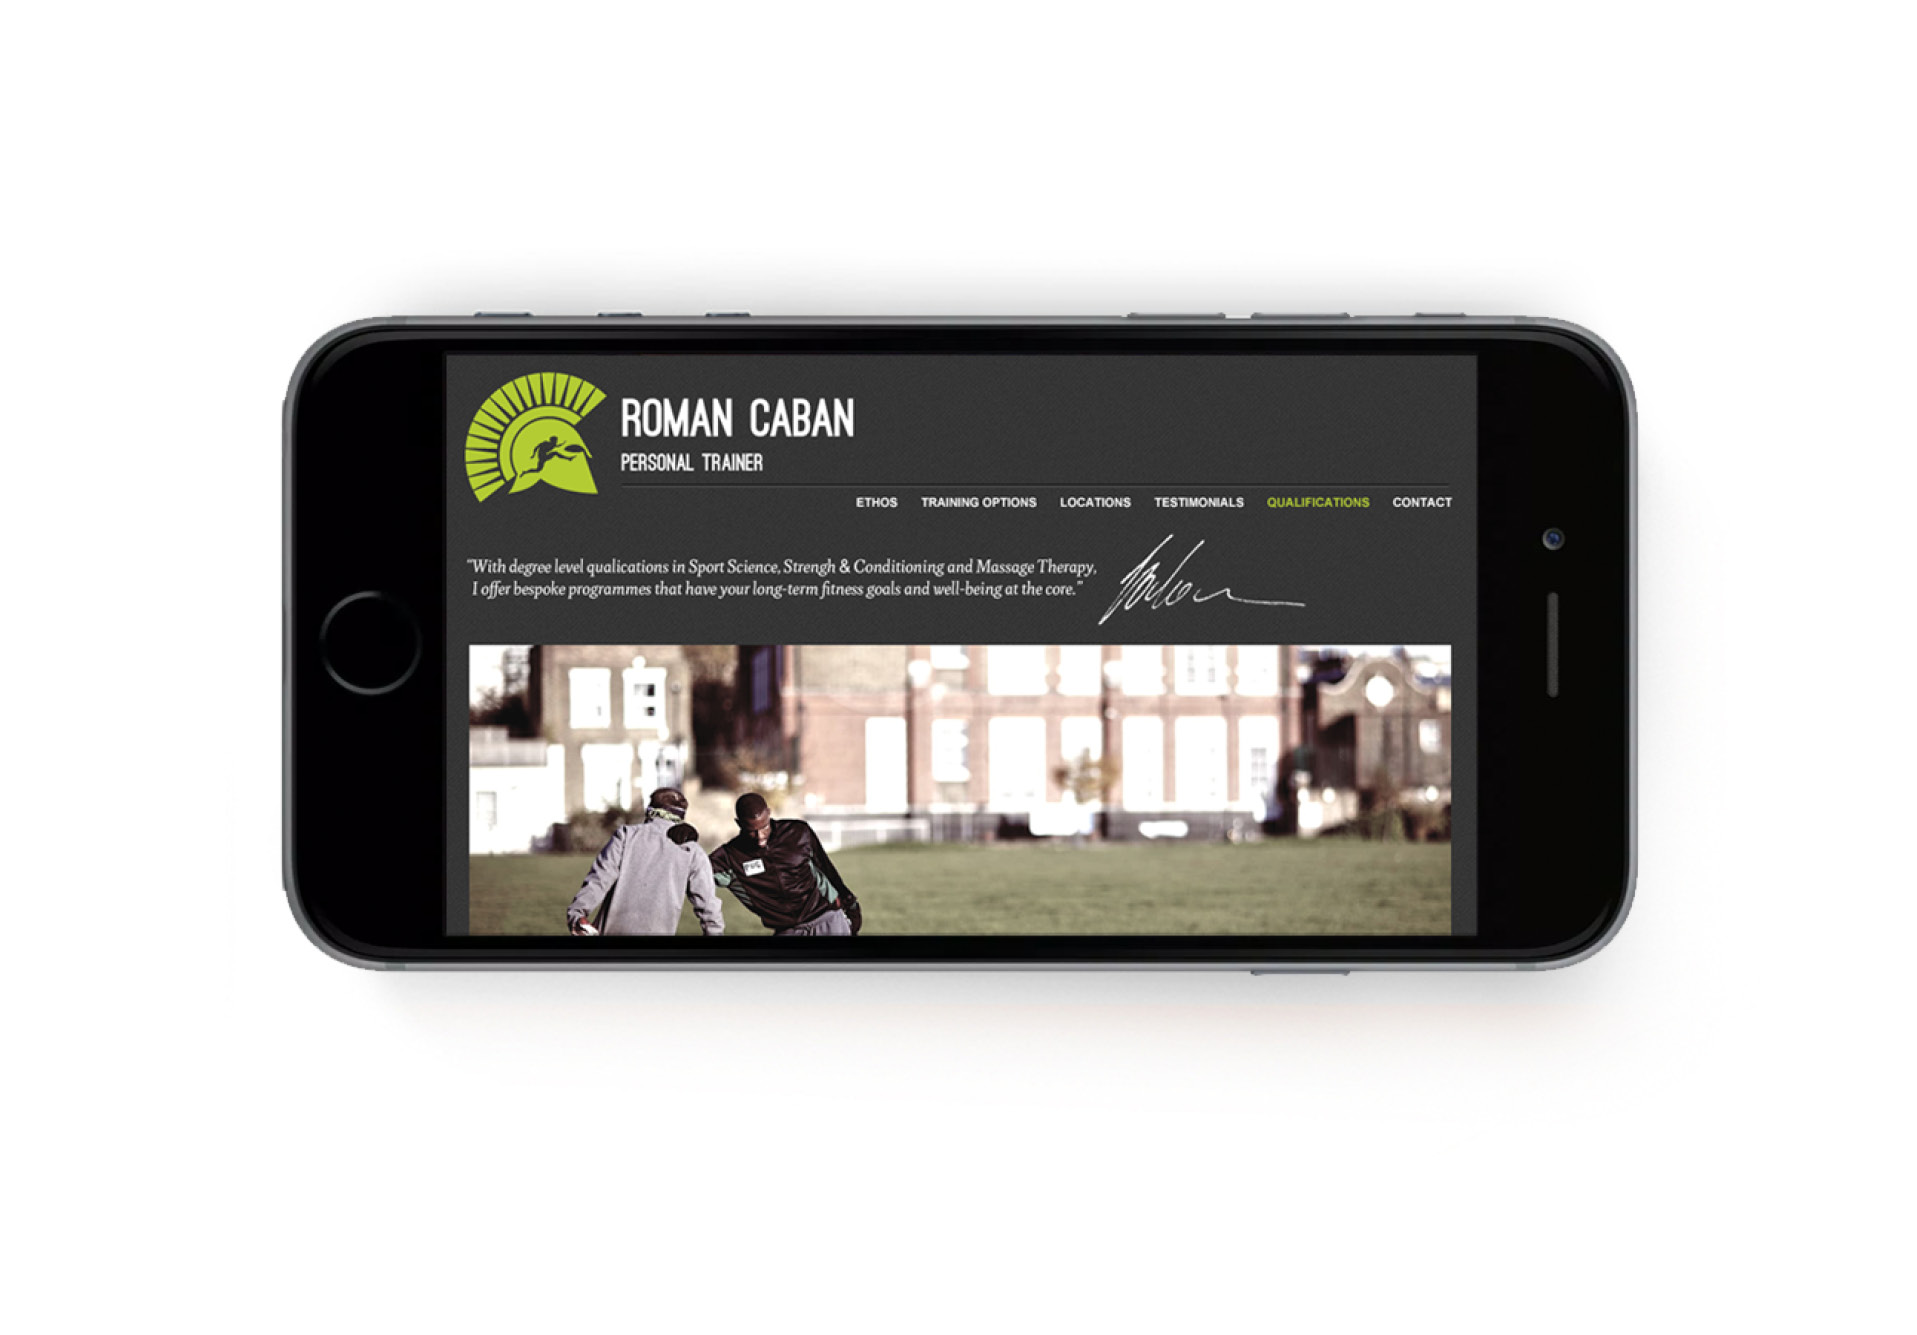 ROMAN CABAN
PERSONAL TRAINER
ETHOS TRAINING OPTIONS LOCATIONS TESTIMONIALS QUALIFICATIONS CONTACT
"With degree level qualications in Sport Science, Strengh & Conditioning and Massage Therapy,
I offer bespoke programmes that have your long-term fitness goals and well-being at the core."